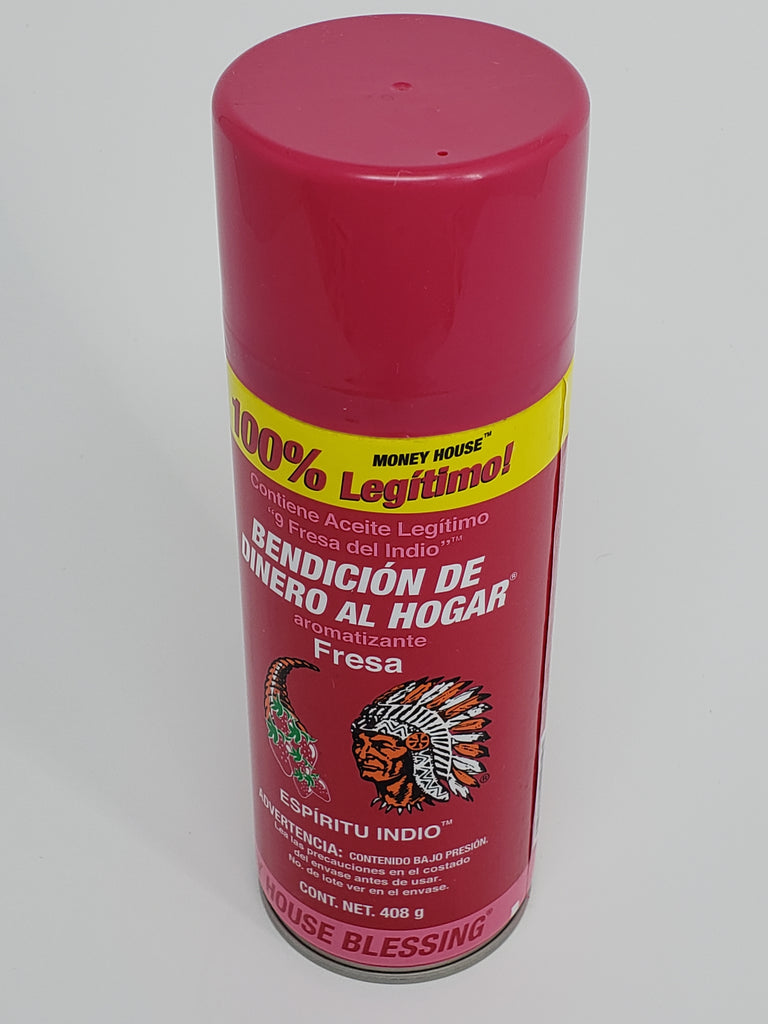 MONEY HOUSE™
100% Legítimo!
Contiene Aceite Legítimo
"9 Fresa del Indio"™
BENDICIÓN DE
DINERO AL HOGAR®
aromatizante
Fresa
®
ESPÍRITU INDIO™
ADVERTENCIA: CONTENIDO BAJO PRESIÓN.
Lea las precauciones en el costado
del envase antes de usar.
No. de lote ver en el envase.
CONT. NET. 408 g
Y HOUSE BLESSING®